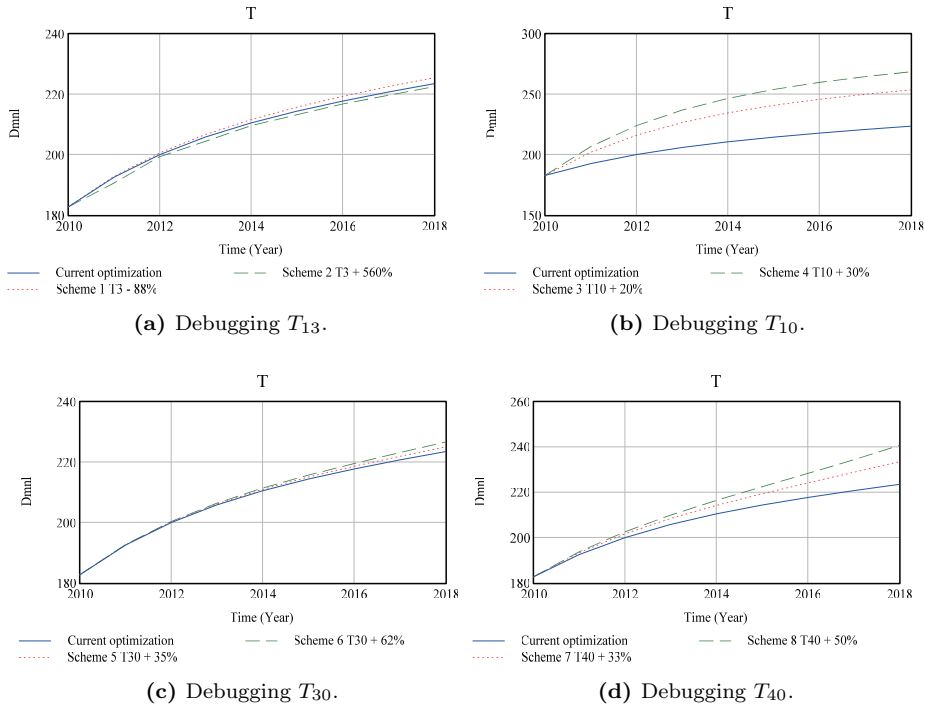 T
240
220
200
180
Dmnl
2010 2012 2014 2016 2018
Time (Year)
Current optimization
Scheme 2 T3 + 560%
Scheme 1 T3 - 88%
(a) Debugging T13.
T
300
250
200
150
Dmnl
2010 2012 2014 2016 2018
Time (Year)
Current optimization
Scheme 4 T10 + 30%
Scheme 3 T10 + 20%
(b) Debugging T10.
T
240
220
200
180
Dmnl
2010 2012 2014 2016 2018
Time (Year)
Current optimization
Scheme 6 T30 + 62%
Scheme 5 T30 + 35%
(c) Debugging T30.
T
260
240
220
200
180
Dmnl
2010 2012 2014 2016 2018
Time (Year)
Current optimization
Scheme 8 T40 + 50%
Scheme 7 T40 + 33%
(d) Debugging T40.